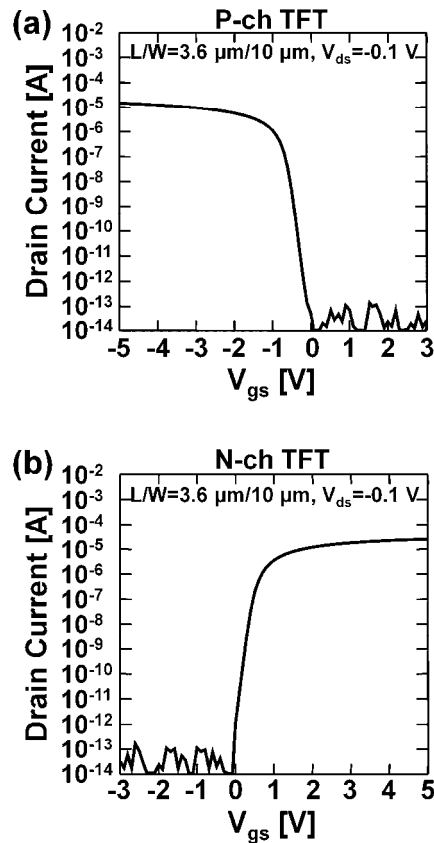 (a)
P-ch TFT
L/W=3.6 µm/10 µm, V_ds=-0.1 V
Drain Current [A]
10^-2
10^-3
10^-4
10^-5
10^-6
10^-7
10^-8
10^-9
10^-10
10^-11
10^-12
10^-13
10^-14
-5 -4 -3 -2 -1 0 1 2 3
V_gs [V]
(b)
N-ch TFT
L/W=3.6 µm/10 µm, V_ds=-0.1 V
Drain Current [A]
10^-2
10^-3
10^-4
10^-5
10^-6
10^-7
10^-8
10^-9
10^-10
10^-11
10^-12
10^-13
10^-14
-3 -2 -1 0 1 2 3 4 5
V_gs [V]